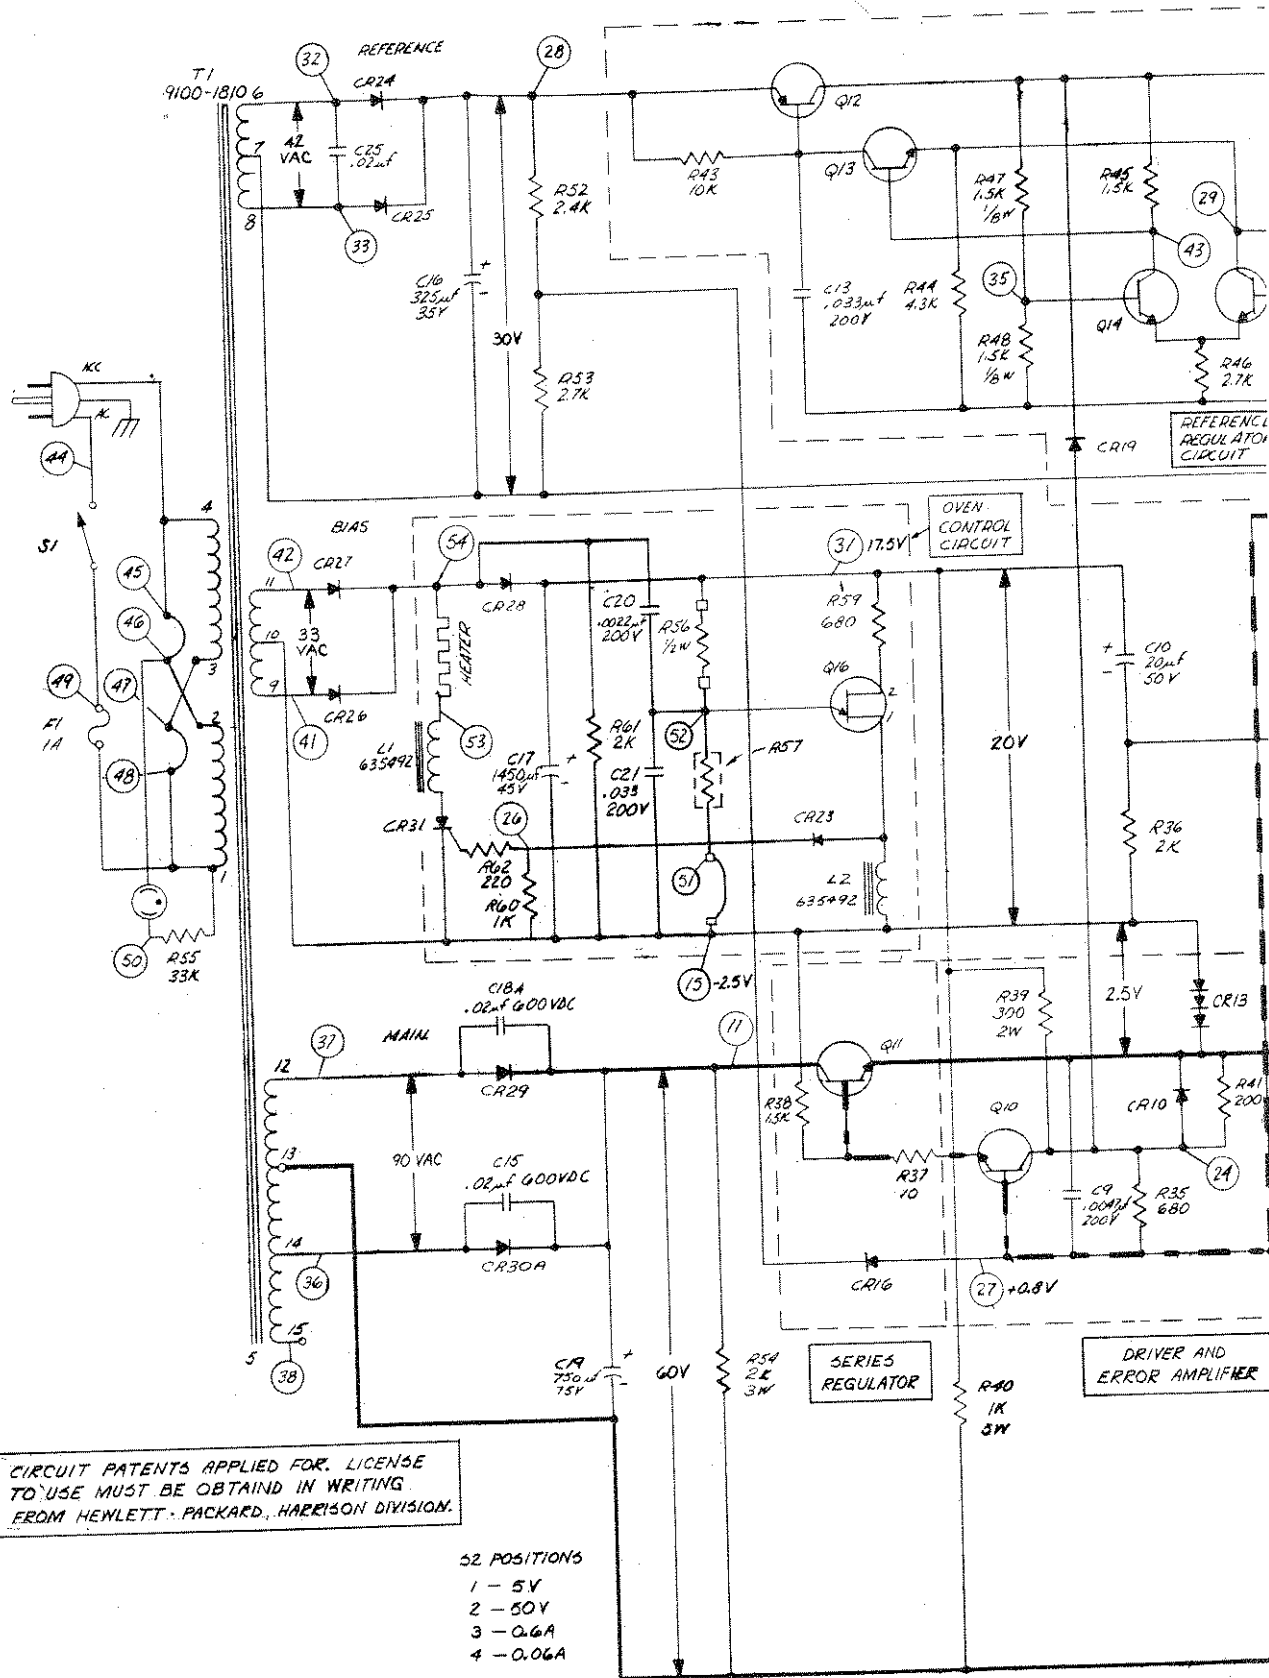 REFERENCE
T1
9100-1810
6
7
8
32
CR24
28
42
VAC
C25
.02µf
CR25
33
C16
325µf
35V
+
-
30V
R52
2.4K
R53
2.7K
R43
10K
Q12
Q13
C13
.033µf
200V
R44
4.3K
R47
1.5K
1/8W
35
R48
1.5K
1/8W
R45
1.5K
29
43
Q14
R46
2.7K
CR19
REFERENCE
REGULATOR
CIRCUIT
ACC
AC
44
S1
45
46
47
48
49
F1
1A
50
R55
33K
4
3
2
1
BIAS
42
11
10
9
CR27
33
VAC
CR26
41
54
CR28
HEATER
L1
635492
53
CR31
C17
1450µf
45V
+
-
26
R62
220
R60
1K
C20
.0022µf
200V
R61
2K
C21
.033
200V
R56
1/2W
52
R57
51
15
-2.5V
31
17.5V
OVEN
CONTROL
CIRCUIT
R59
680
Q16
2
1
CR23
L2
635492
20V
+
-
C10
20µf
50V
R36
2K
2.5V
CR13
MAIN
37
12
13
14
15
5
36
38
C18A
.02µf 600VDC
CR29
90 VAC
C15
.02µf 600VDC
CR30A
11
Q11
R38
1.5K
R37
10
R39
300
2W
Q10
C9
.0047µf
200V
R35
680
CR10
R41
200
24
CR16
27
+0.8V
C19
750µf
75V
+
-
60V
R54
2K
3W
SERIES
REGULATOR
R40
1K
5W
DRIVER AND
ERROR AMPLIFIER
CIRCUIT PATENTS APPLIED FOR. LICENSE
TO USE MUST BE OBTAIND IN WRITING
FROM HEWLETT-PACKARD, HARRISON DIVISION.
S2 POSITIONS
1 - 5V
2 - 50V
3 - 0.6A
4 - 0.06A